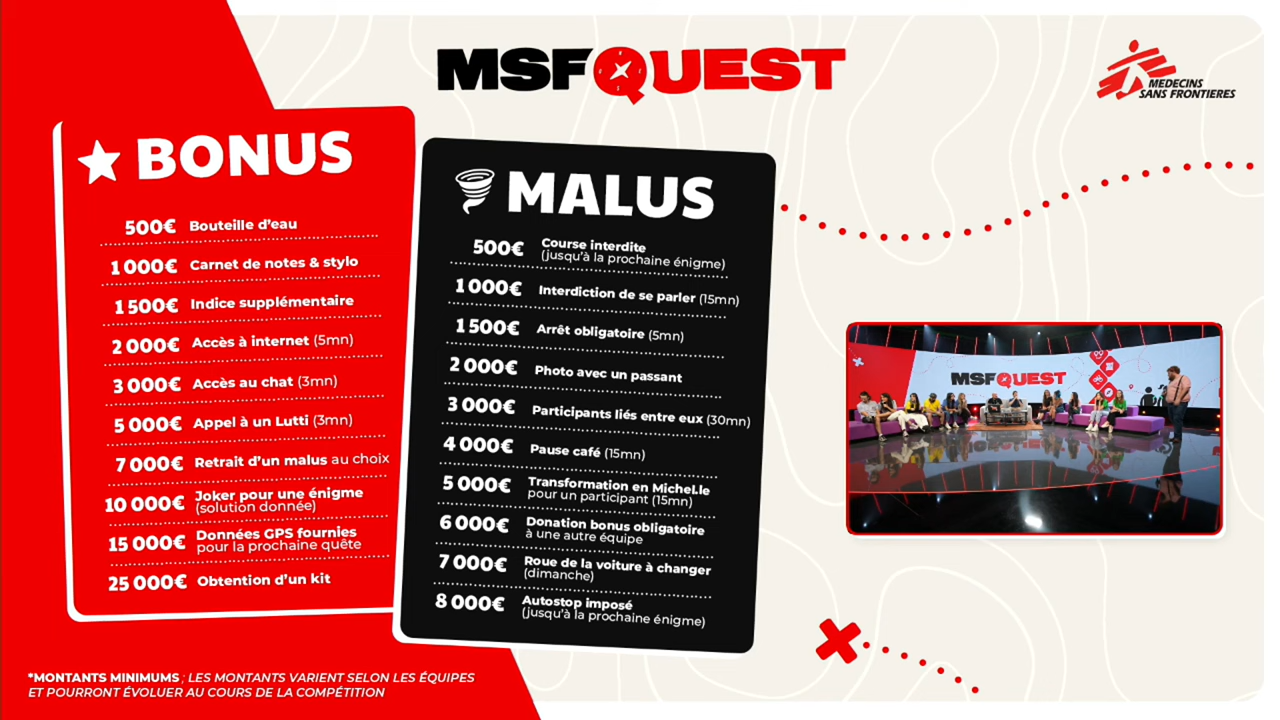 MSFQUEST
MEDECINS
SANS FRONTIERES
BONUS
500€ Bouteille d'eau
1 000€ Carnet de notes & stylo
1 500€ Indice supplémentaire
2 000€ Accès à internet (5mn)
3 000€ Accès au chat (3mn)
5 000€ Appel à un Lutti (3mn)
7 000€ Retrait d'un malus au choix
10 000€ Joker pour une énigme
(solution donnée)
15 000€ Données GPS fournies
pour la prochaine quête
25 000€ Obtention d'un kit
MALUS
500€ Course interdite
(jusqu'à la prochaine énigme)
1 000€ Interdiction de se parler (15mn)
1 500€ Arrêt obligatoire (5mn)
2 000€ Photo avec un passant
3 000€ Participants liés entre eux (30mn)
4 000€ Pause café (15mn)
5 000€ Transformation en Michel.le
pour un participant (15mn)
6 000€ Donation bonus obligatoire
à une autre équipe
7 000€ Roue de la voiture à changer
(dimanche)
8 000€ Autostop imposé
(jusqu'à la prochaine énigme)
MSFQUEST
*MONTANTS MINIMUMS ; LES MONTANTS VARIENT SELON LES ÉQUIPES
ET POURRONT ÉVOLUER AU COURS DE LA COMPÉTITION